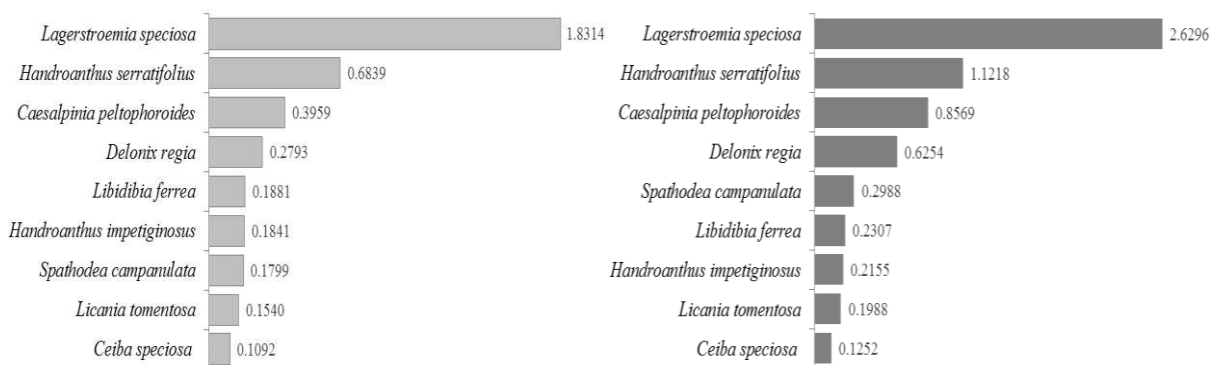 Lagerstroemia speciosa 1.8314
Handroanthus serratifolius 0.6839
Caesalpinia peltophoroides 0.3959
Delonix regia 0.2793
Libidibia ferrea 0.1881
Handroanthus impetiginosus 0.1841
Spathodea campanulata 0.1799
Licania tomentosa 0.1540
Ceiba speciosa 0.1092
Lagerstroemia speciosa 2.6296
Handroanthus serratifolius 1.1218
Caesalpinia peltophoroides 0.8569
Delonix regia 0.6254
Spathodea campanulata 0.2988
Libidibia ferrea 0.2307
Handroanthus impetiginosus 0.2155
Licania tomentosa 0.1988
Ceiba speciosa 0.1252